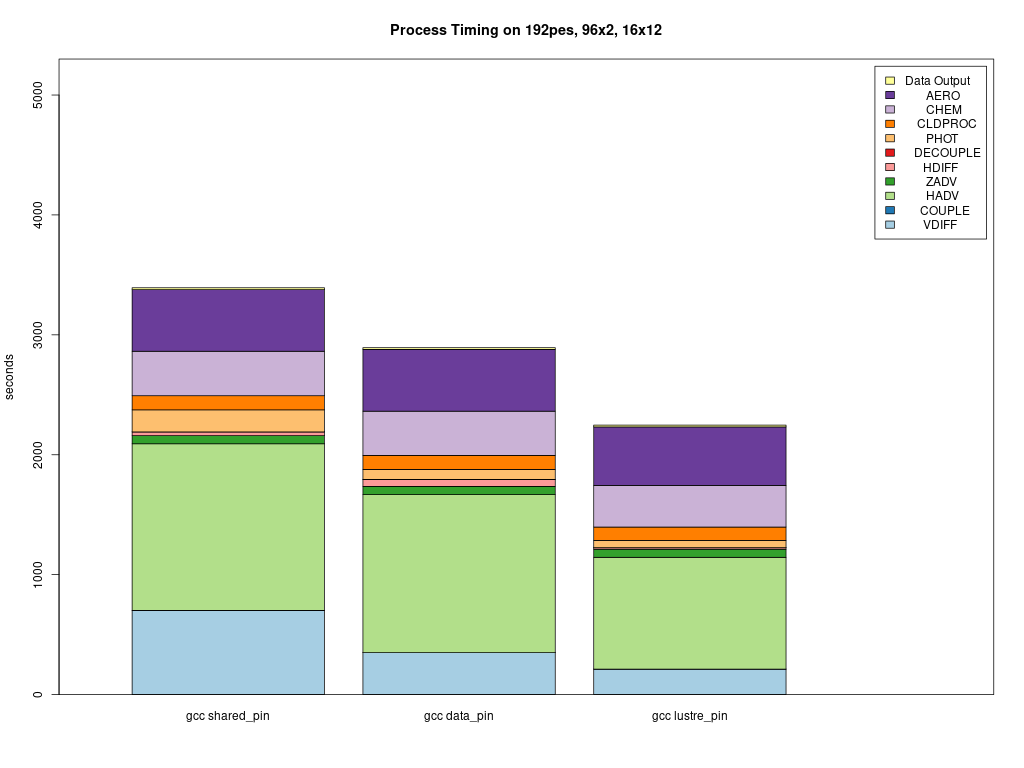 Process Timing on 192pes, 96x2, 16x12
seconds
5000
4000
3000
2000
1000
0
Data Output
AERO
CHEM
CLDPROC
PHOT
DECOUPLE
HDIFF
ZADV
HADV
COUPLE
VDIFF
gcc shared_pin
gcc data_pin
gcc lustre_pin